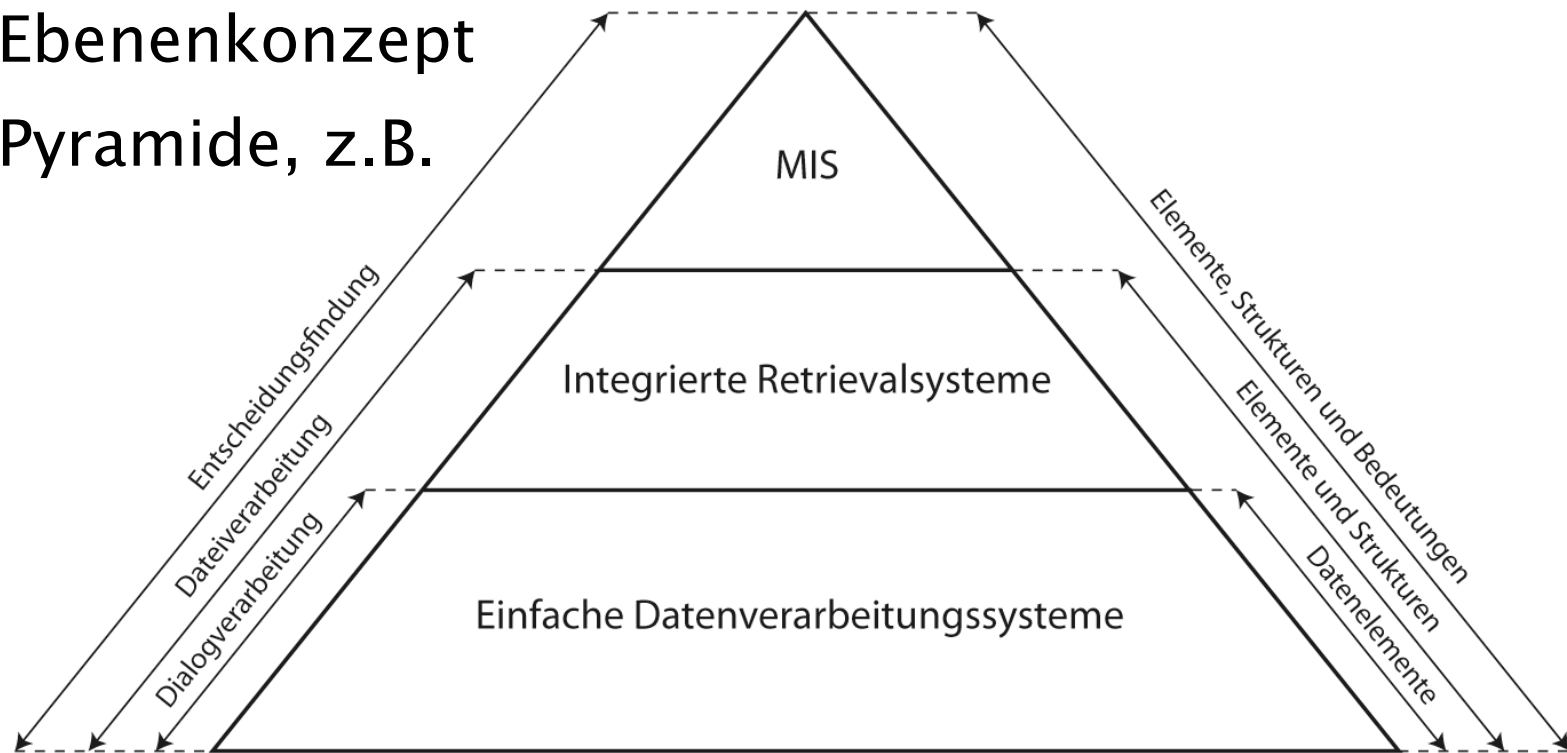 Ebenenkonzept
Pyramide, z.B.
MIS
Integrierte Retrievalsysteme
Einfache Datenverarbeitungssysteme
Entscheidungsfindung
Dateiverarbeitung
Dialogverarbeitung
Elemente, Strukturen und Bedeutungen
Elemente und Strukturen
Datenelemente